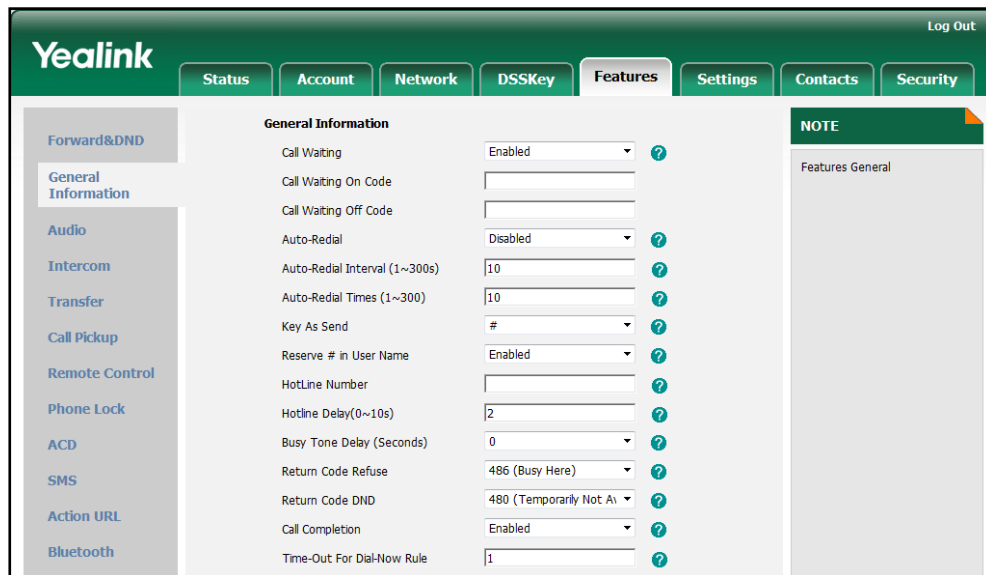 Log Out
Yealink
Status Account Network DSSKey Features Settings Contacts Security
Forward&DND
General
Information
Audio
Intercom
Transfer
Call Pickup
Remote Control
Phone Lock
ACD
SMS
Action URL
Bluetooth
General Information
Call Waiting Enabled ?
Call Waiting On Code
Call Waiting Off Code
Auto-Redial Disabled ?
Auto-Redial Interval (1~300s) 10 ?
Auto-Redial Times (1~300) 10 ?
Key As Send # ?
Reserve # in User Name Enabled ?
HotLine Number ?
Hotline Delay(0~10s) 2 ?
Busy Tone Delay (Seconds) 0 ?
Return Code Refuse 486 (Busy Here) ?
Return Code DND 480 (Temporarily Not ?
Call Completion Enabled ?
Time-Out For Dial-Now Rule 1 ?
NOTE
Features General